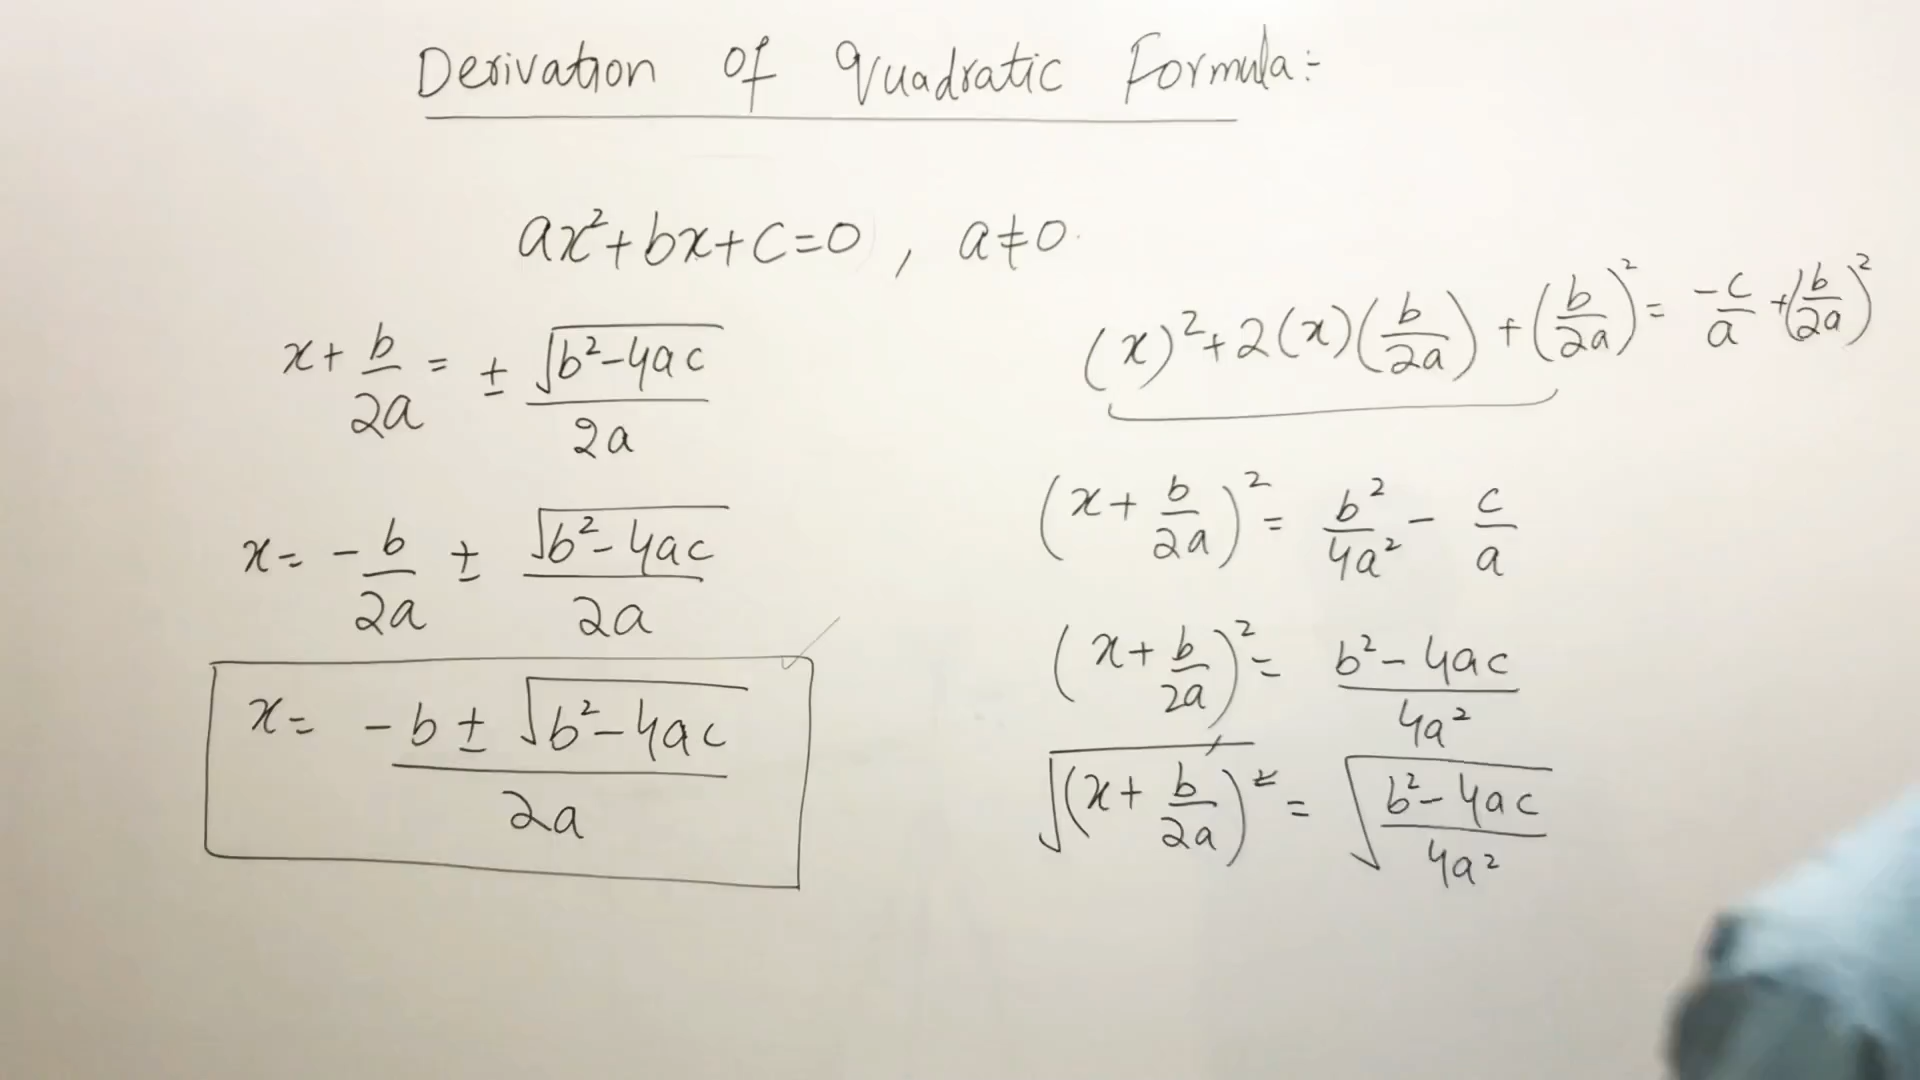 Derivation of Quadratic Formula:-
ax²+bx+c=0 , a≠0
x+b/2a = ± √(b²-4ac)/2a
x= -b/2a ± √(b²-4ac)/2a
x= (-b ± √(b²-4ac))/2a
(x)²+2(x)(b/2a)+(b/2a)²= -c/a +(b/2a)²
(x+b/2a)²= b²/4a² - c/a
(x+b/2a)²= (b²-4ac)/4a²
√(x+b/2a)² = √((b²-4ac)/4a²)